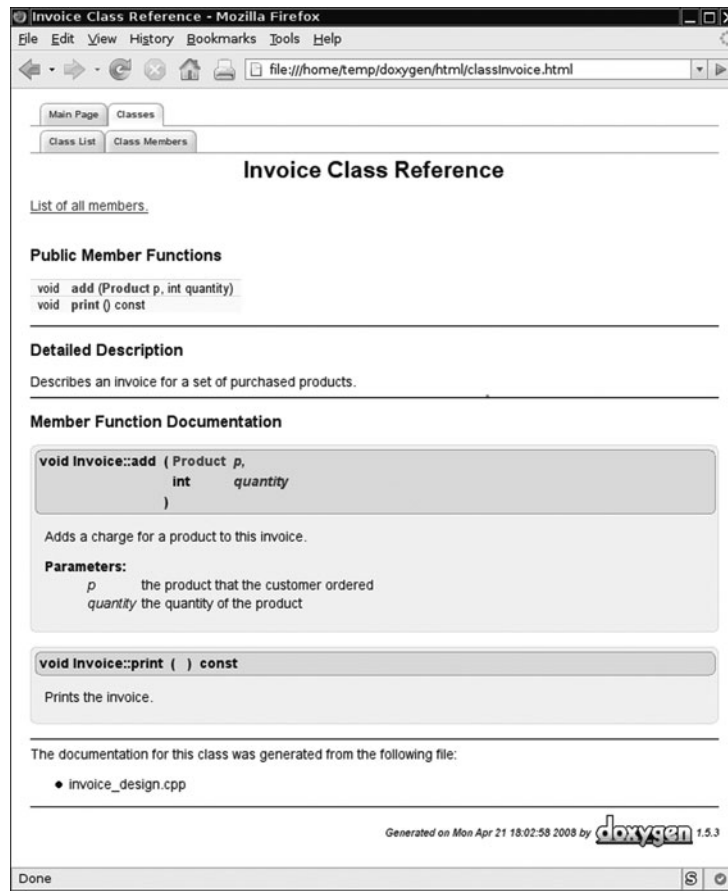 Invoice Class Reference - Mozilla Firefox
File Edit View History Bookmarks Tools Help
file:///home/temp/doxygen/html/classInvoice.html
Main Page Classes
Class List Class Members
Invoice Class Reference
List of all members.
Public Member Functions
void add (Product p, int quantity)
void print () const
Detailed Description
Describes an invoice for a set of purchased products.
Member Function Documentation
void Invoice::add ( Product p,
int quantity
)
Adds a charge for a product to this invoice.
Parameters:
p the product that the customer ordered
quantity the quantity of the product
void Invoice::print ( ) const
Prints the invoice.
The documentation for this class was generated from the following file:
• invoice_design.cpp
Generated on Mon Apr 21 18:02:58 2008 by doxygen 1.5.3
Done